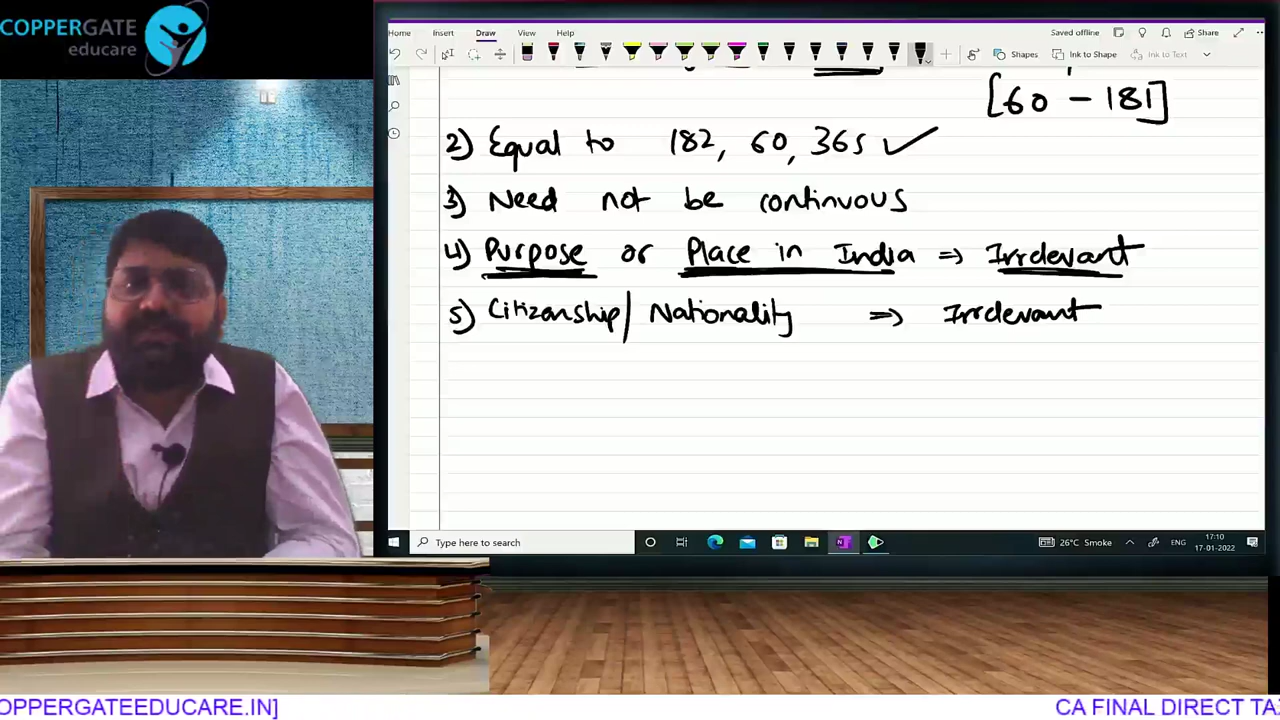 COPPERGATE
educare
Home Insert Draw View Help
Saved offline
Share
Shapes
Ink to Shape
Ink to Text
[60 - 181]
2) Equal to 182, 60, 365 ✓
3) Need not be continuous
4) Purpose or Place in India ⇒ Irrelevant
5) Citizenship/ Nationality ⇒ Irrelevant
Type here to search
26°C Smoke
ENG
17:10
17-01-2022
OPPERGATEEDUCARE.IN]
CA FINAL DIRECT TA